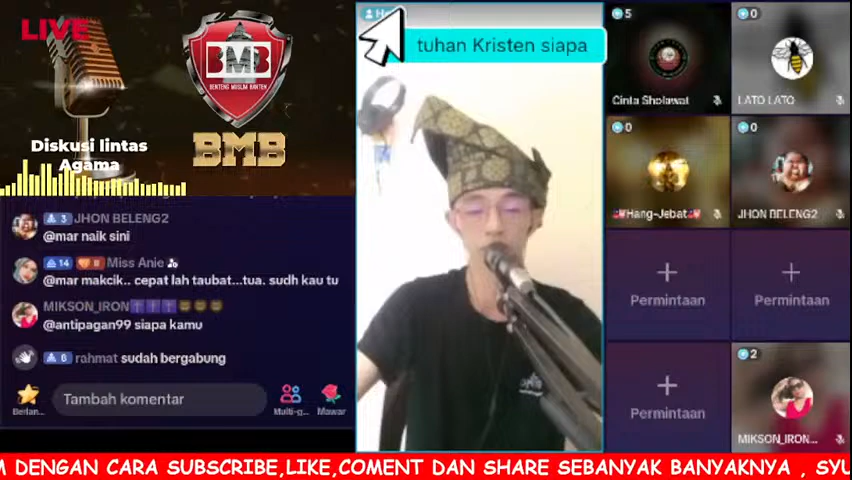 LIVE
BMB
BENTENG MUSLIM BANTEN
BMB
Diskusi lintas
Agama
tuhan Kristen siapa
3 JHON BELENG2
@mar naik sini
14 8 Miss Anie
@mar makcik.. cepat lah taubat...tua. sudh kau tu
MIKSON_IRON
@antipagan99 siapa kamu
6 rahmat sudah bergabung
Berlan...
Tambah komentar
Multi-g...
Mawar
5
Cinta Sholawat
0
LATO LATO
0
Hang-Jebat
0
JHON BELENG2
Permintaan
Permintaan
Permintaan
2
MIKSON_IRON...
M DENGAN CARA SUBSCRIBE,LIKE,COMENT DAN SHARE SEBANYAK BANYAKNYA , SYU